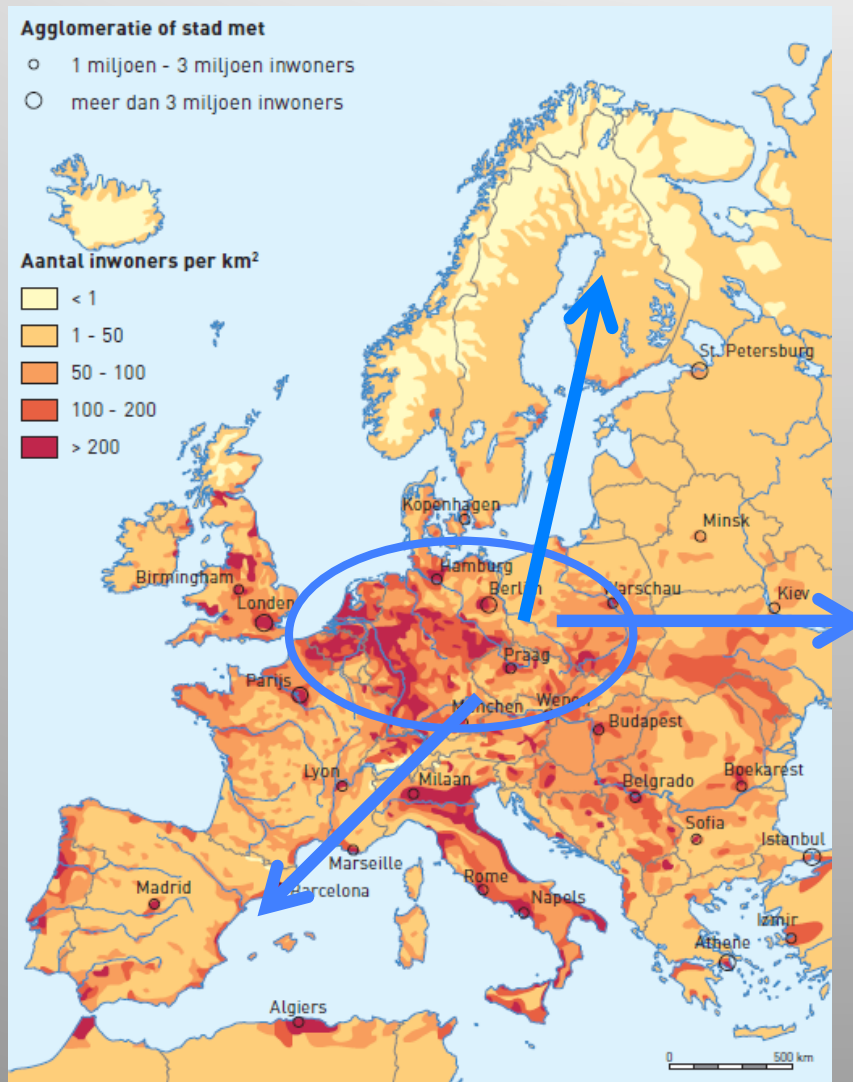 Agglomeratie of stad met
1 miljoen - 3 miljoen inwoners
meer dan 3 miljoen inwoners
Aantal inwoners per km²
< 1
1 - 50
50 - 100
100 - 200
> 200
St. Petersburg
Kopenhagen
Minsk
Hamburg
Birmingham
Berlijn
Warschau
Kiev
Londen
Praag
Parijs
München
Wenen
Budapest
Lyon
Milaan
Belgrado
Boekarest
Sofia
Istanbul
Marseille
Rome
Madrid
Barcelona
Napels
Izmir
Athene
Algiers
0 500 km